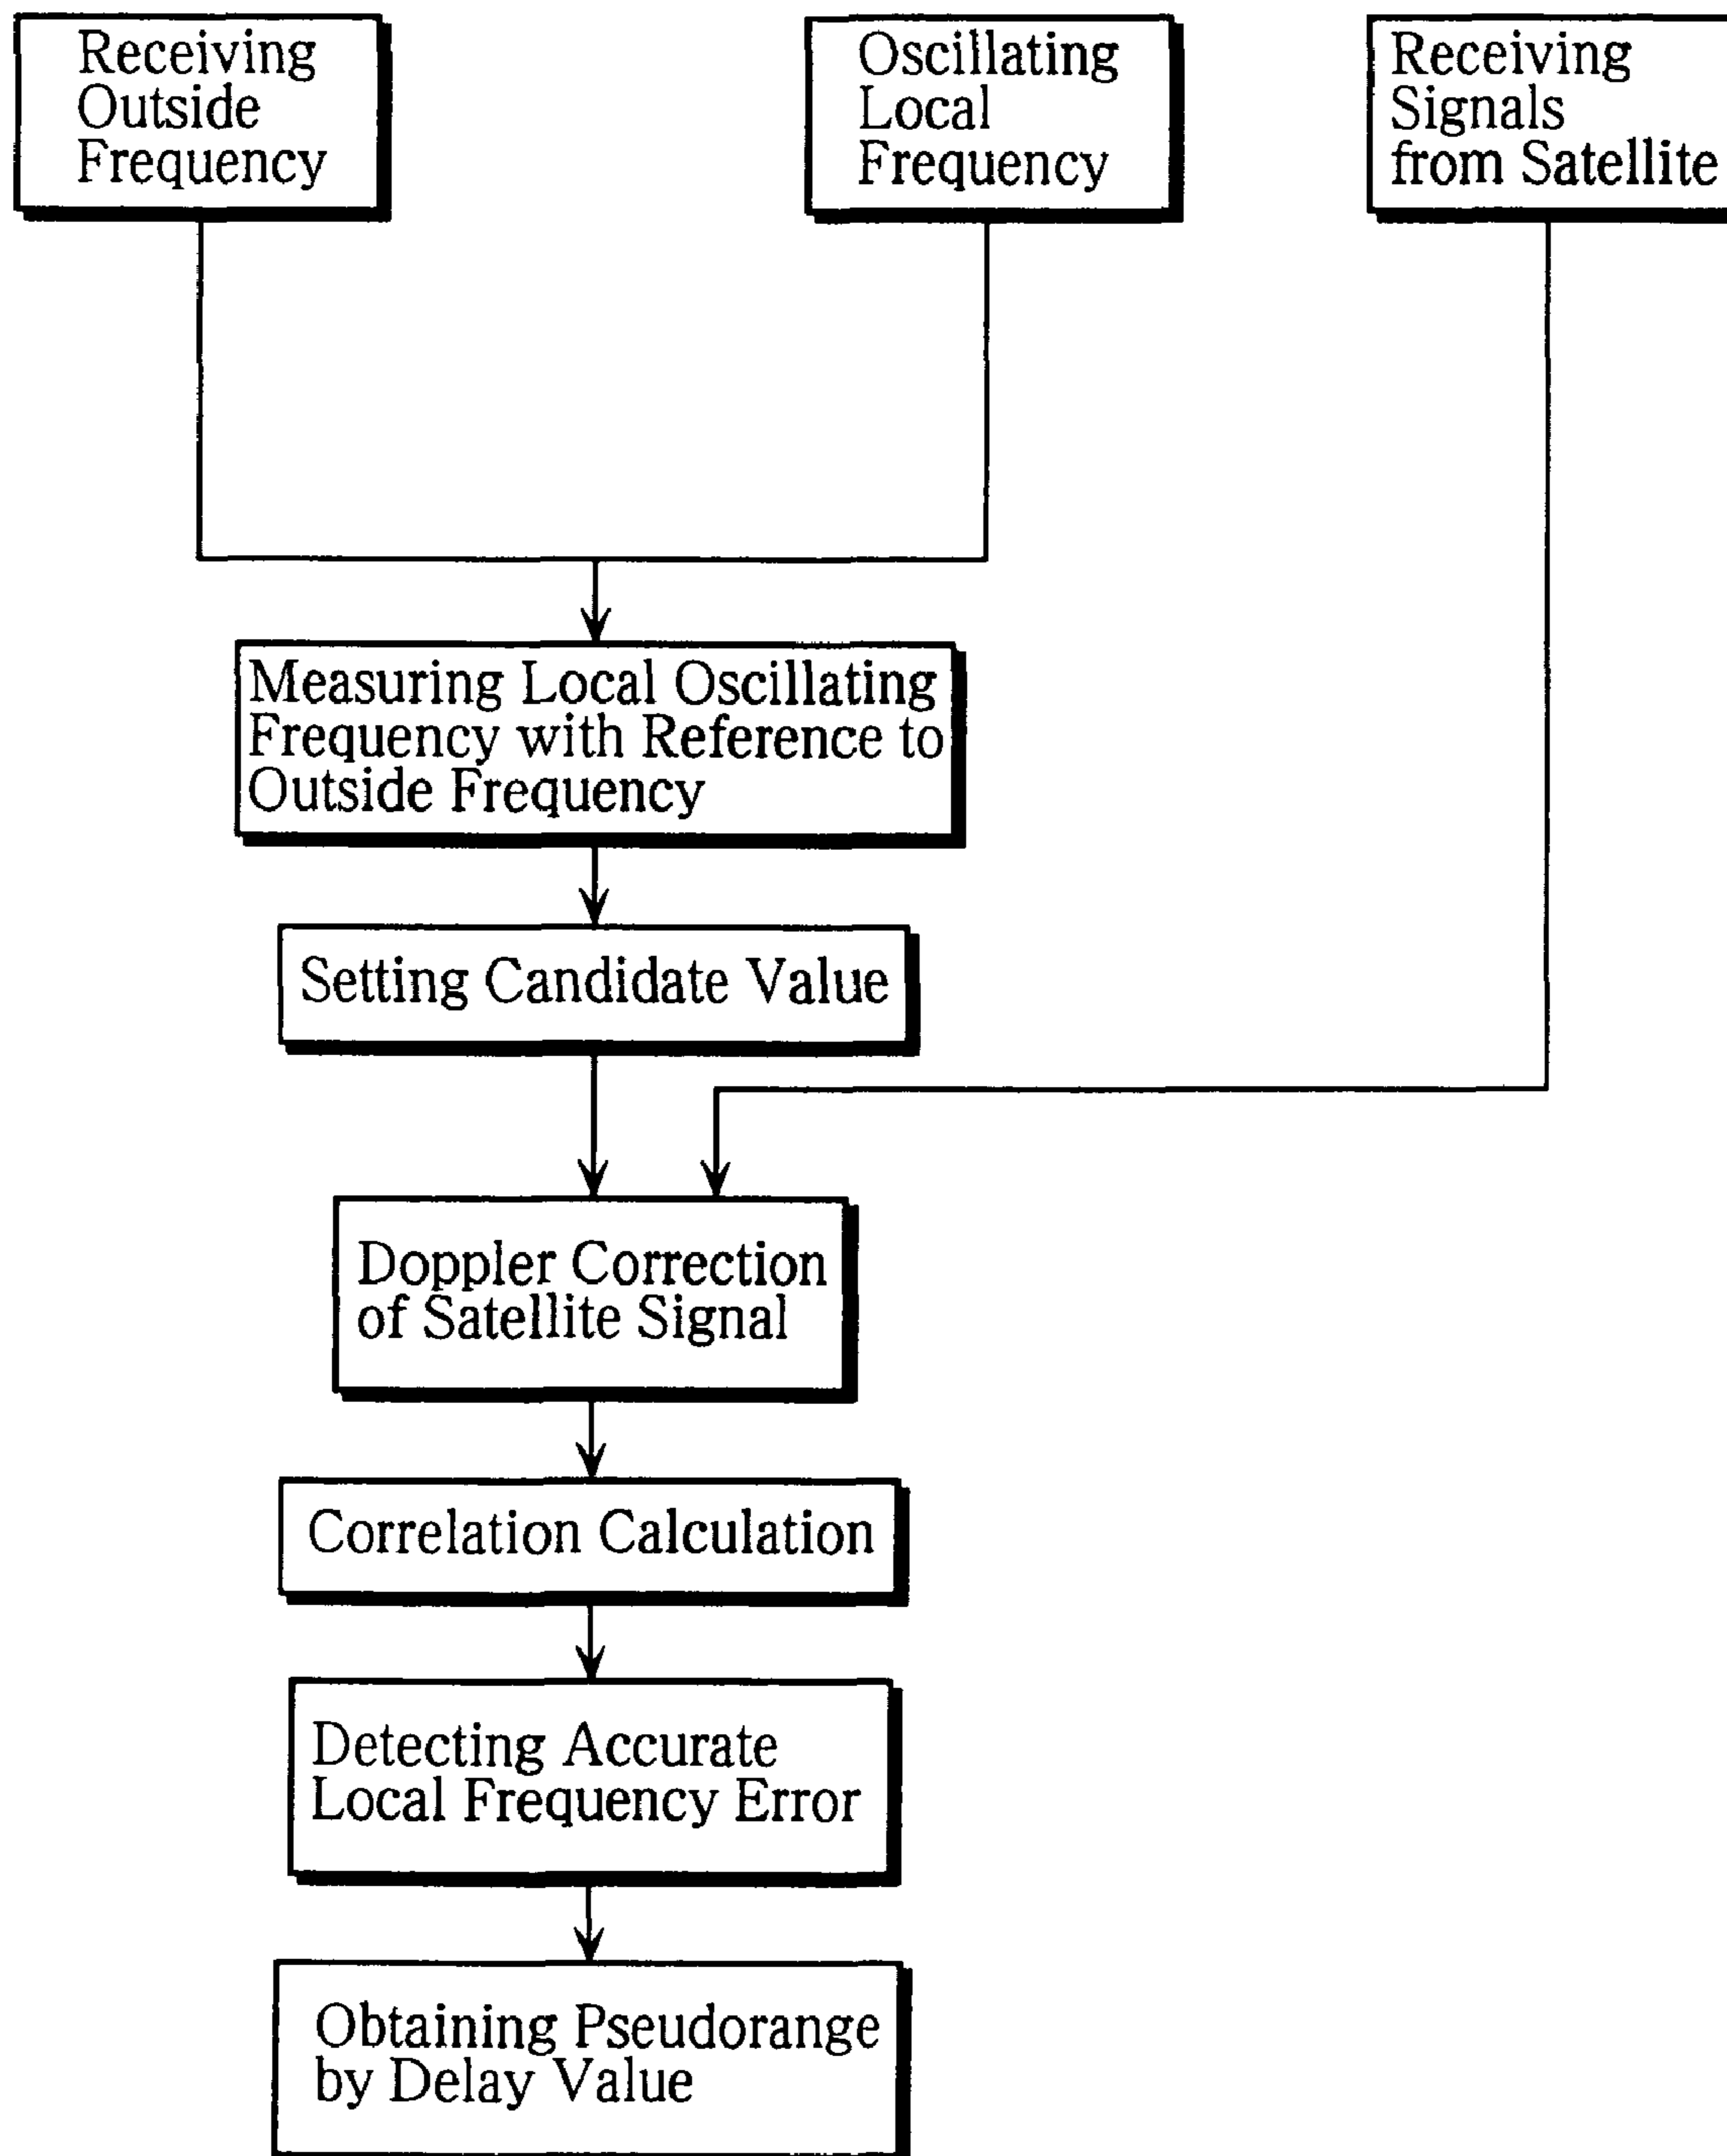 Receiving
Outside
Frequency
Oscillating
Local
Frequency
Receiving
Signals
from Satellite
Measuring Local Oscillating
Frequency with Reference to
Outside Frequency
Setting Candidate Value
Doppler Correction
of Satellite Signal
Correlation Calculation
Detecting Accurate
Local Frequency Error
Obtaining Pseudorange
by Delay Value